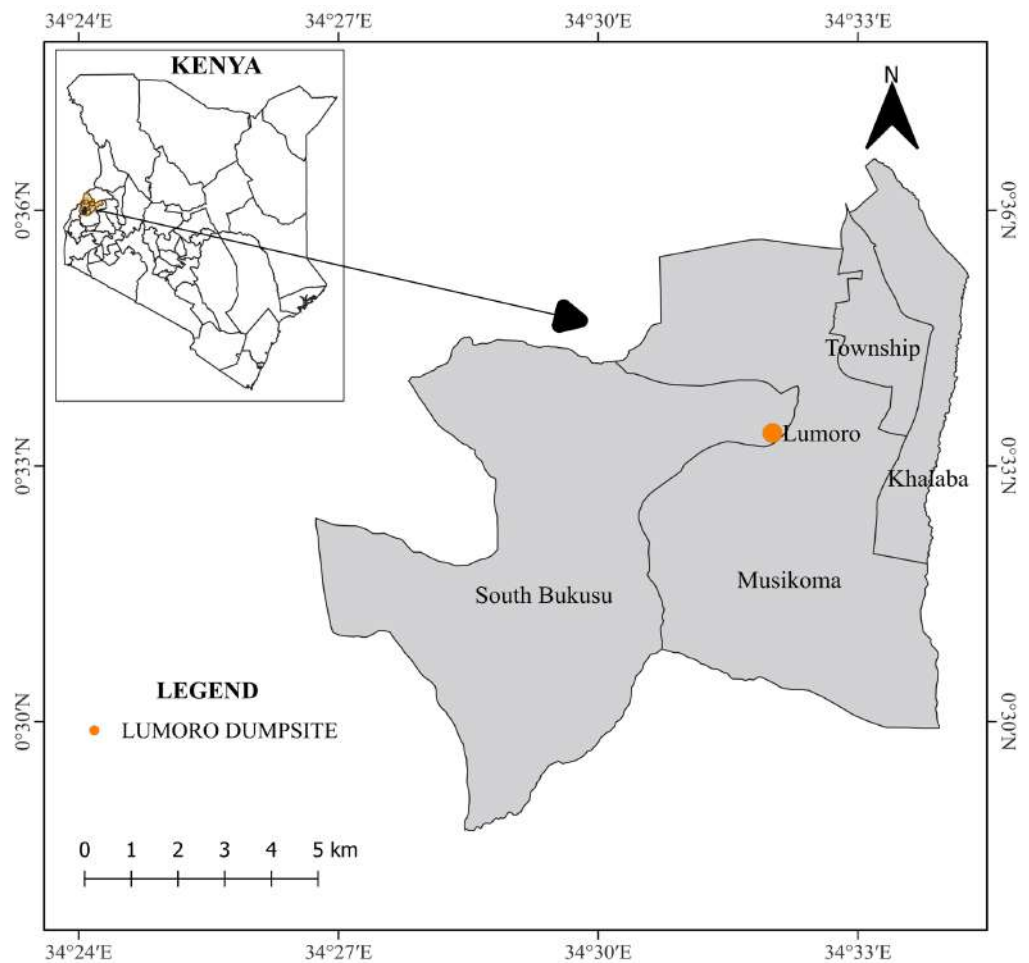 34°24′E 34°27′E 34°30′E 34°33′E
KENYA
N
0°36′N 0°36′N
Township
Lumoro
0°33′N 0°33′N
Khalaba
Musikoma
South Bukusu
LEGEND
LUMORO DUMPSITE
0°30′N 0°30′N
0 1 2 3 4 5 km
34°24′E 34°27′E 34°30′E 34°33′E